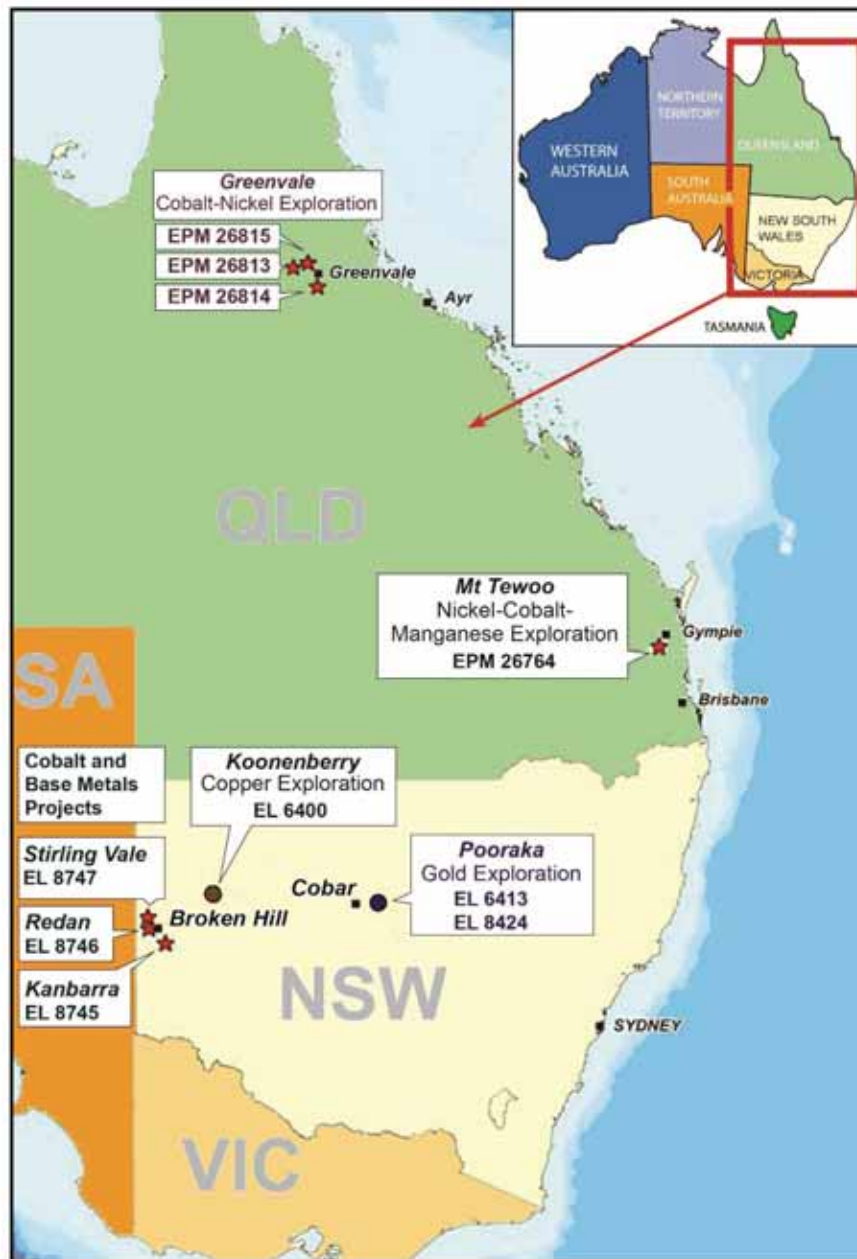 WESTERN
AUSTRALIA
NORTHERN
TERRITORY
QUEENSLAND
SOUTH
AUSTRALIA
NEW SOUTH
WALES
VICTORIA
TASMANIA
Greenvale
Cobalt-Nickel Exploration
EPM 26815
EPM 26813
EPM 26814
Greenvale
Ayr
QLD
Mt Tewoo
Nickel-Cobalt-
Manganese Exploration
EPM 26764
Gympie
Brisbane
SA
Cobalt and
Base Metals
Projects
Koonenberry
Copper Exploration
EL 6400
Stirling Vale
EL 8747
Redan
EL 8746
Kanbarra
EL 8745
Broken Hill
Cobar
Pooraka
Gold Exploration
EL 6413
EL 8424
NSW
SYDNEY
VIC